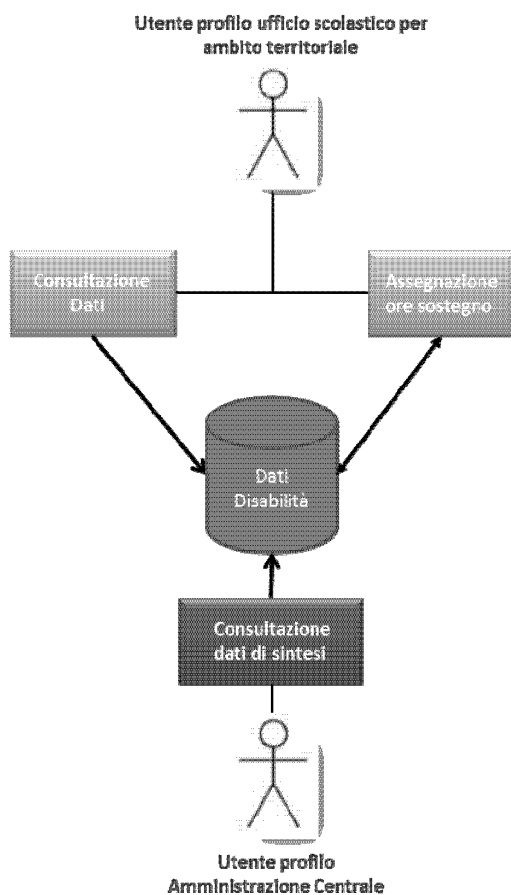 Utente profilo ufficio scolastico per
ambito territoriale
Consultazione
Dati
Assegnazione
ore sostegno
Dati
Disabilità
Consultazione
dati di sintesi
Utente profilo
Amministrazione Centrale